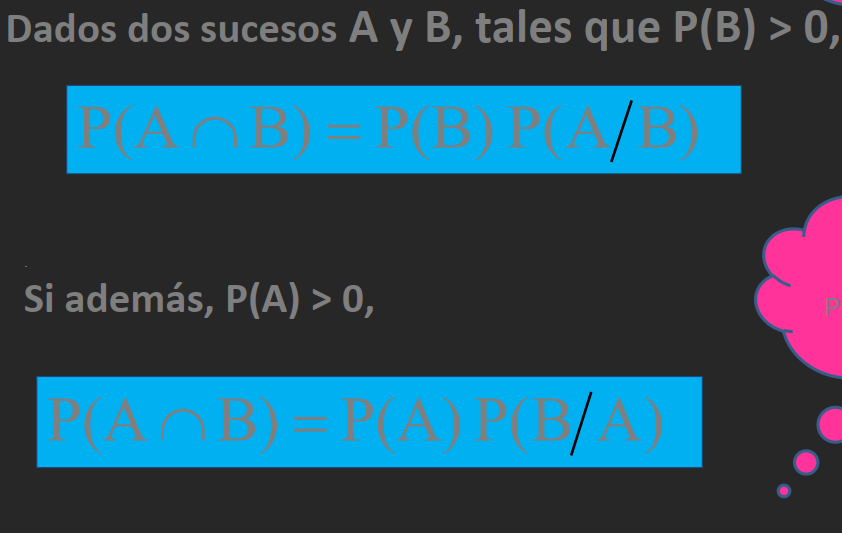 Dados dos sucesos A y B, tales que P(B) > 0,
P(A ∩ B) = P(B) P(A/B)
Si además, P(A) > 0,
P(A ∩ B) = P(A) P(B/A)